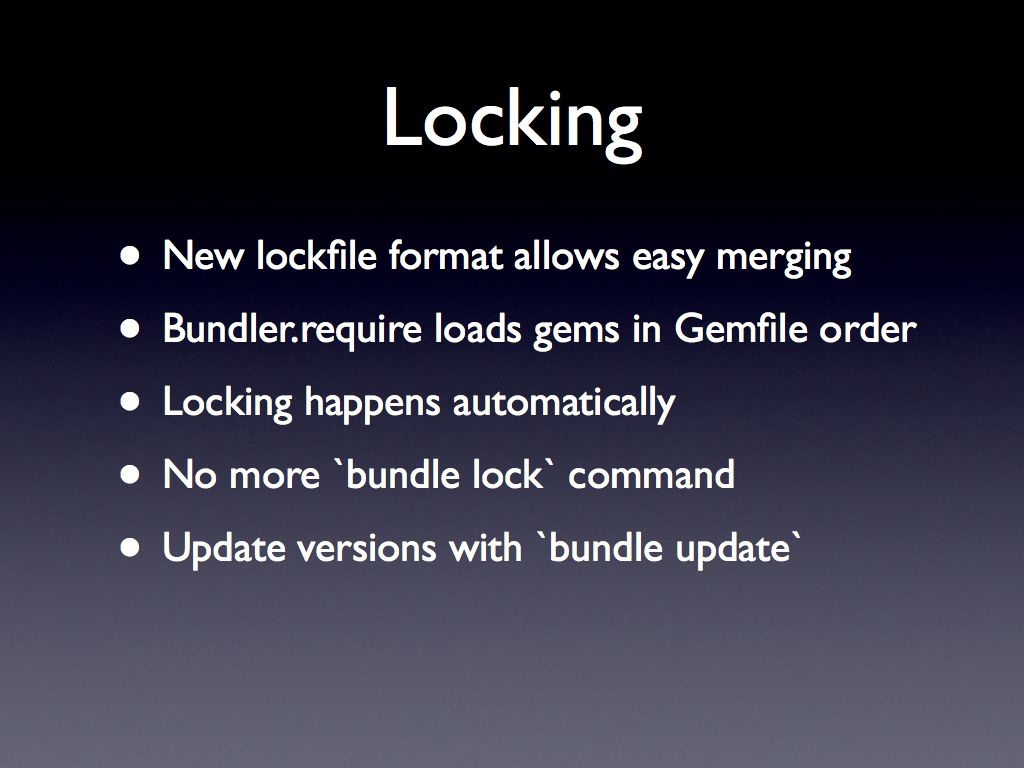 Locking
• New lockfile format allows easy merging
• Bundler.require loads gems in Gemfile order
• Locking happens automatically
• No more `bundle lock` command
• Update versions with `bundle update`